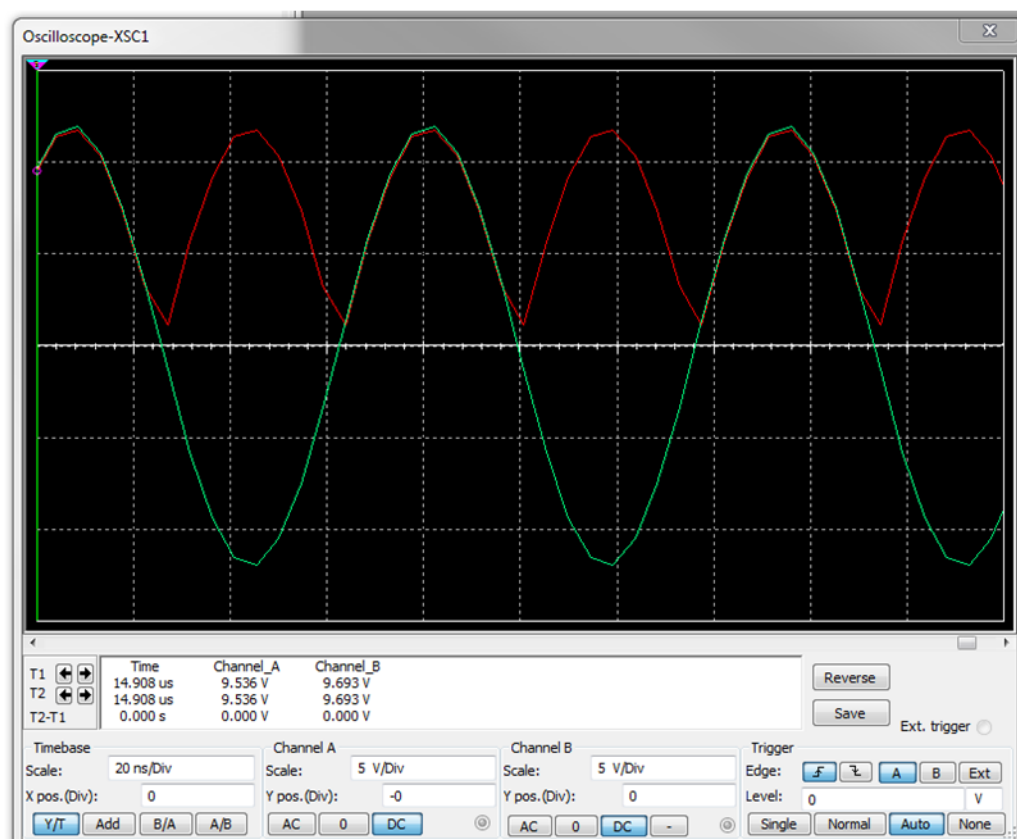 Oscilloscope-XSC1
T1 T2 T2-T1
Time Channel_A Channel_B
14.908 us 9.536 V 9.693 V
14.908 us 9.536 V 9.693 V
0.000 s 0.000 V 0.000 V
Reverse
Save
Ext. trigger
Timebase
Scale: 20 ns/Div
X pos.(Div): 0
Y/T Add B/A A/B
Channel A
Scale: 5 V/Div
Y pos.(Div): -0
AC 0 DC
Channel B
Scale: 5 V/Div
Y pos.(Div): 0
AC 0 DC -
Trigger
Edge: A B Ext
Level: 0 V
Single Normal Auto None